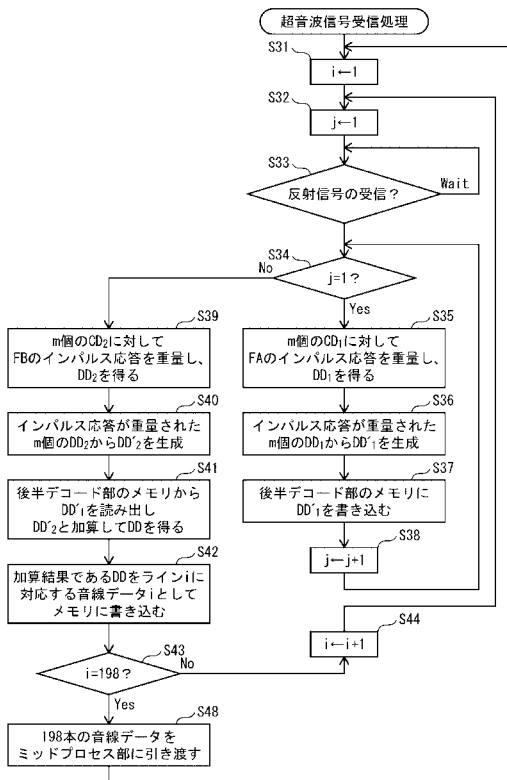 超音波信号受信処理
S31
i←1
S32
j←1
S33
反射信号の受信?
Wait
S34
j=1?
No
Yes
S39
m個のCD2に対して
FBのインパルス応答を重量し、
DD2を得る
S35
m個のCD1に対して
FAのインパルス応答を重量し、
DD1を得る
S40
インパルス応答が重量された
m個のDD2からDD'2を生成
S36
インパルス応答が重量された
m個のDD1からDD'1を生成
S41
後半デコード部のメモリから
DD'1を読み出し
DD'2と加算してDDを得る
S37
後半デコード部のメモリに
DD'1を書き込む
S38
j←j+1
S42
加算結果であるDDをラインiに
対応する音線データiとして
メモリに書き込む
S44
i←i+1
S43
i=198?
No
Yes
S48
198本の音線データを
ミッドプロセス部に引き渡す